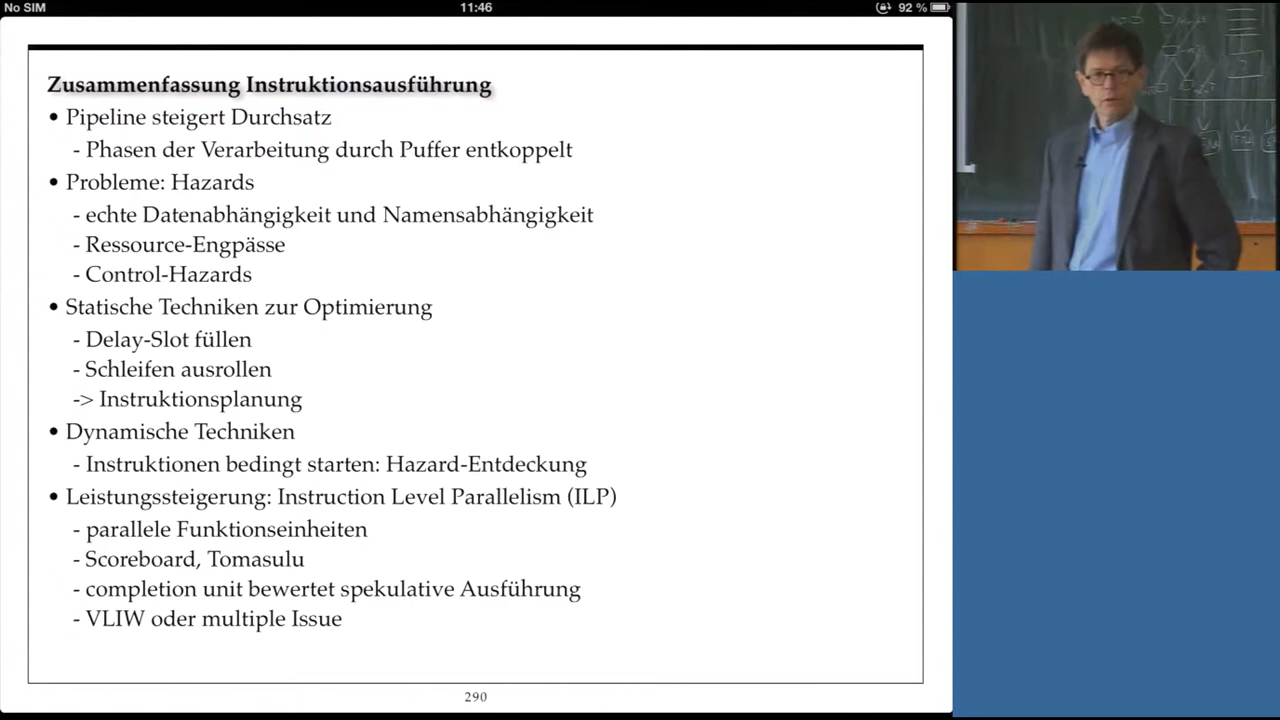 No SIM 11:46 92 %
Zusammenfassung Instruktionsausführung
• Pipeline steigert Durchsatz
- Phasen der Verarbeitung durch Puffer entkoppelt
• Probleme: Hazards
- echte Datenabhängigkeit und Namensabhängigkeit
- Ressource-Engpässe
- Control-Hazards
• Statische Techniken zur Optimierung
- Delay-Slot füllen
- Schleifen ausrollen
-> Instruktionsplanung
• Dynamische Techniken
- Instruktionen bedingt starten: Hazard-Entdeckung
• Leistungssteigerung: Instruction Level Parallelism (ILP)
- parallele Funktionseinheiten
- Scoreboard, Tomasulu
- completion unit bewertet spekulative Ausführung
- VLIW oder multiple Issue
290